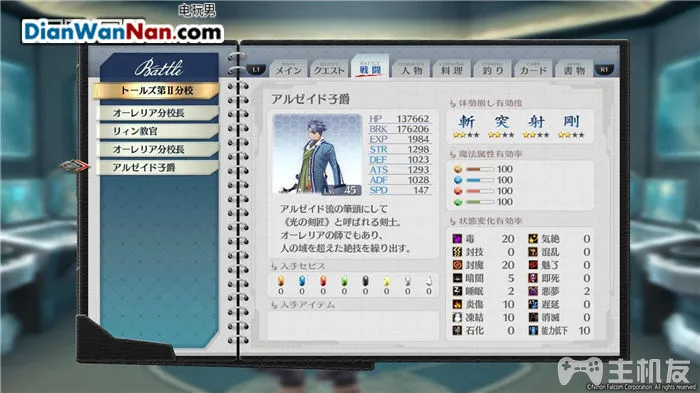 电玩男
DianWanNan.com
Battle
トールズ第Ⅱ分校
オーレリア分校長
リィン教官
オーレリア分校長
アルゼイド子爵
L1
MAIN
メイン
QUEST
クエスト
BATTLE
戦闘
CHARACTER
人物
COOKING
料理
FISHING
釣り
CARD
カード
BOOK
書物
R1
アルゼイド子爵
Lv. 45
HP 137662
BRK 176206
EXP 1984
STR 1298
DEF 1023
ATS 1293
ADF 1028
SPD 147
アルゼイド流の筆頭にして
《光の剣匠》と呼ばれる剣士。
オーレリアの師でもあり、
人の域を超えた絶技を繰り出す。
入手セピス
0 0 0 0 0 0 0
入手アイテム
体勢崩し有効度
斬 突 射 剛
魔法属性有効率
100
100
100
100
状態変化有効率
毒 20 気絶 0
封技 0 混乱 0
封魔 20 魅了 0
暗闇 5 即死 0
睡眠 2 悪夢 2
炎傷 10 遅延 0
凍結 10 消滅 0
石化 0 能力低下 10
主机友
©Nihon Falcom Corporation. All rights reserved.